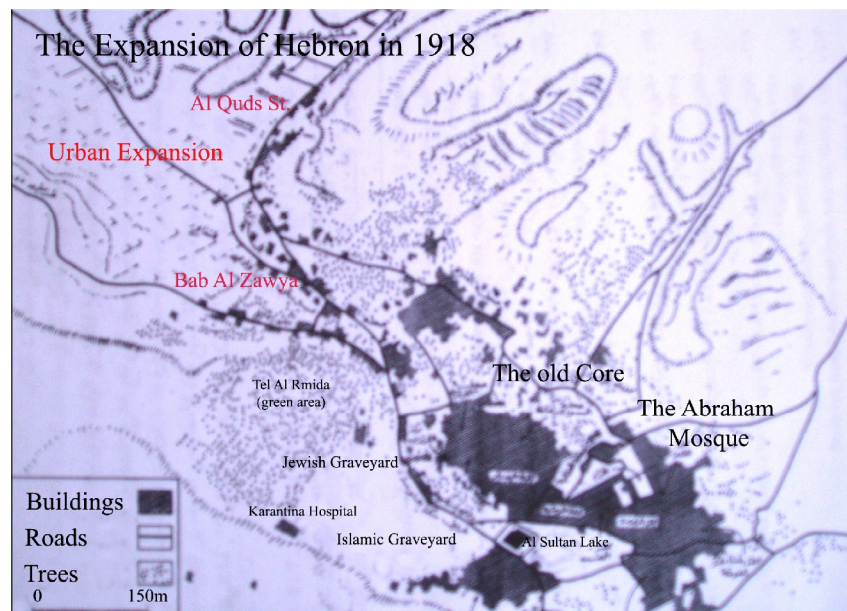 The Expansion of Hebron in 1918
Al Quds St.
Urban Expansion
Bab Al Zawya
The old Core
Tel Al Rmida
(green area)
The Abraham
Mosque
Jewish Graveyard
Karantina Hospital
Islamic Graveyard
Al Sultan Lake
Buildings
Roads
Trees
0 150m